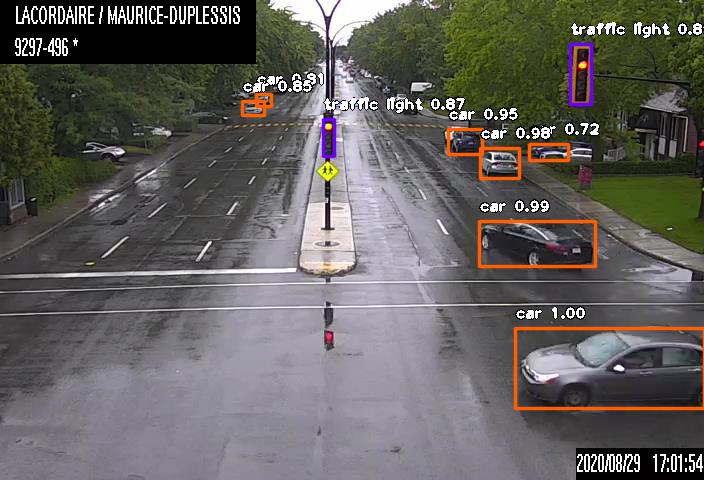 LACORDAIRE / MAURICE-DUPLESSIS
9297-496 *
traffic light 0.8
car 0.81
car 0.85
traffic light 0.87
car 0.95
car 0.98
0.72
car 0.99
car 1.00
2020/08/29 17:01:54